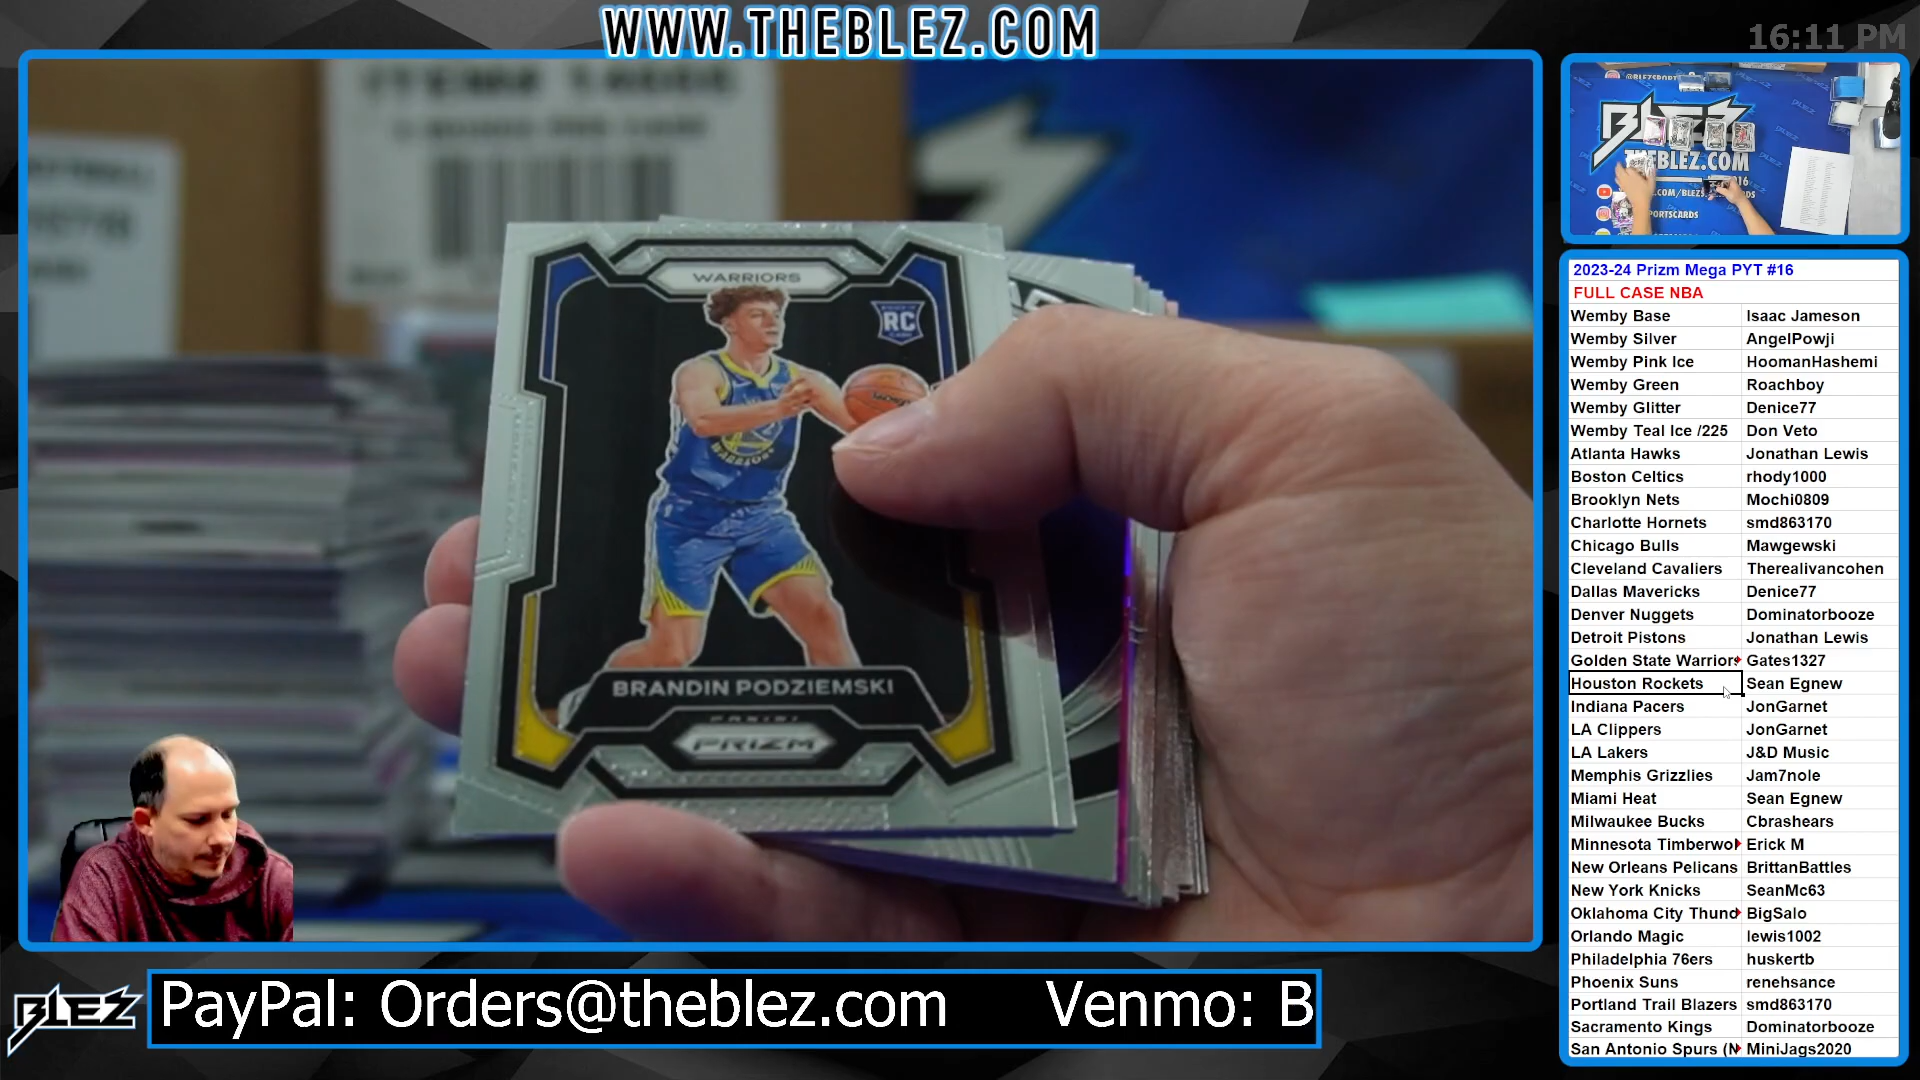 WWW.THEBLEZ.COM
16:11 PM
WARRIORS
RC
BRANDIN PODZIEMSKI
PANINI
PRIZM
BLEZ
THEBLEZ.COM
2023-24 Prizm Mega PYT #16
FULL CASE NBA
Wemby Base Isaac Jameson
Wemby Silver AngelPowji
Wemby Pink Ice HoomanHashemi
Wemby Green Roachboy
Wemby Glitter Denice77
Wemby Teal Ice /225 Don Veto
Atlanta Hawks Jonathan Lewis
Boston Celtics rhody1000
Brooklyn Nets Mochi0809
Charlotte Hornets smd863170
Chicago Bulls Mawgewski
Cleveland Cavaliers Therealivancohen
Dallas Mavericks Denice77
Denver Nuggets Dominatorbooze
Detroit Pistons Jonathan Lewis
Golden State Warriors Gates1327
Houston Rockets Sean Egnew
Indiana Pacers JonGarnet
LA Clippers JonGarnet
LA Lakers J&D Music
Memphis Grizzlies Jam7nole
Miami Heat Sean Egnew
Milwaukee Bucks Cbrashears
Minnesota Timberwol Erick M
New Orleans Pelicans BrittanBattles
New York Knicks SeanMc63
Oklahoma City Thund BigSalo
Orlando Magic lewis1002
Philadelphia 76ers huskertb
Phoenix Suns renehsance
Portland Trail Blazers smd863170
Sacramento Kings Dominatorbooze
San Antonio Spurs (N MiniJags2020
BLEZ
PayPal: Orders@theblez.com Venmo: B